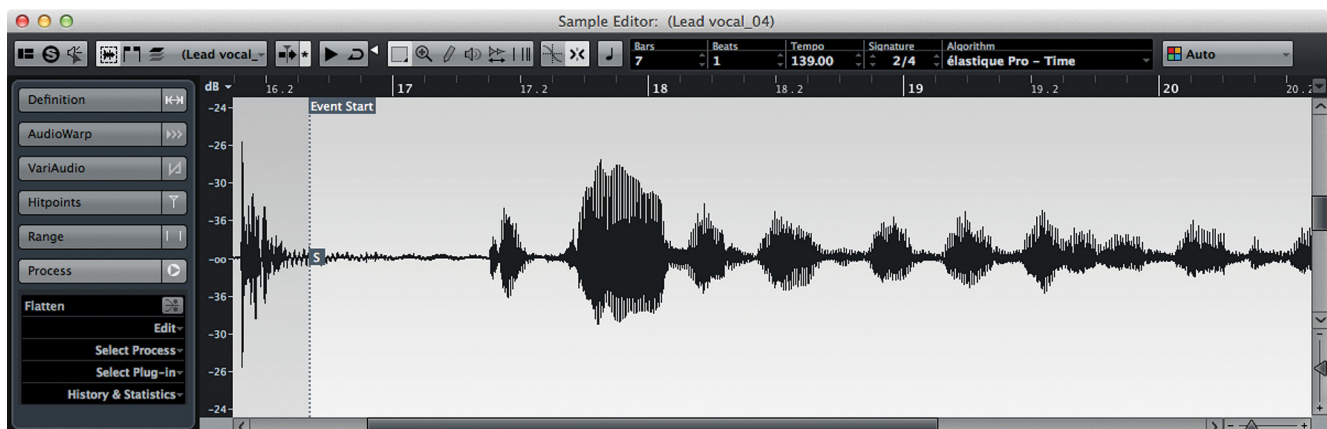 Sample Editor: (Lead vocal_04)
(Lead vocal_
Bars Beats Tempo Signature Algorithm
7 1 139.00 2/4 élastique Pro – Time
Auto
dB 16.2 17 17.2 18 18.2 19 19.2 20 20.2
Definition
AudioWarp
VariAudio
Hitpoints
Range
Process
Flatten
Edit
Select Process
Select Plug-in
History & Statistics
-24
-26
-30
-36
-oo
-36
-30
-26
-24
Event Start
S